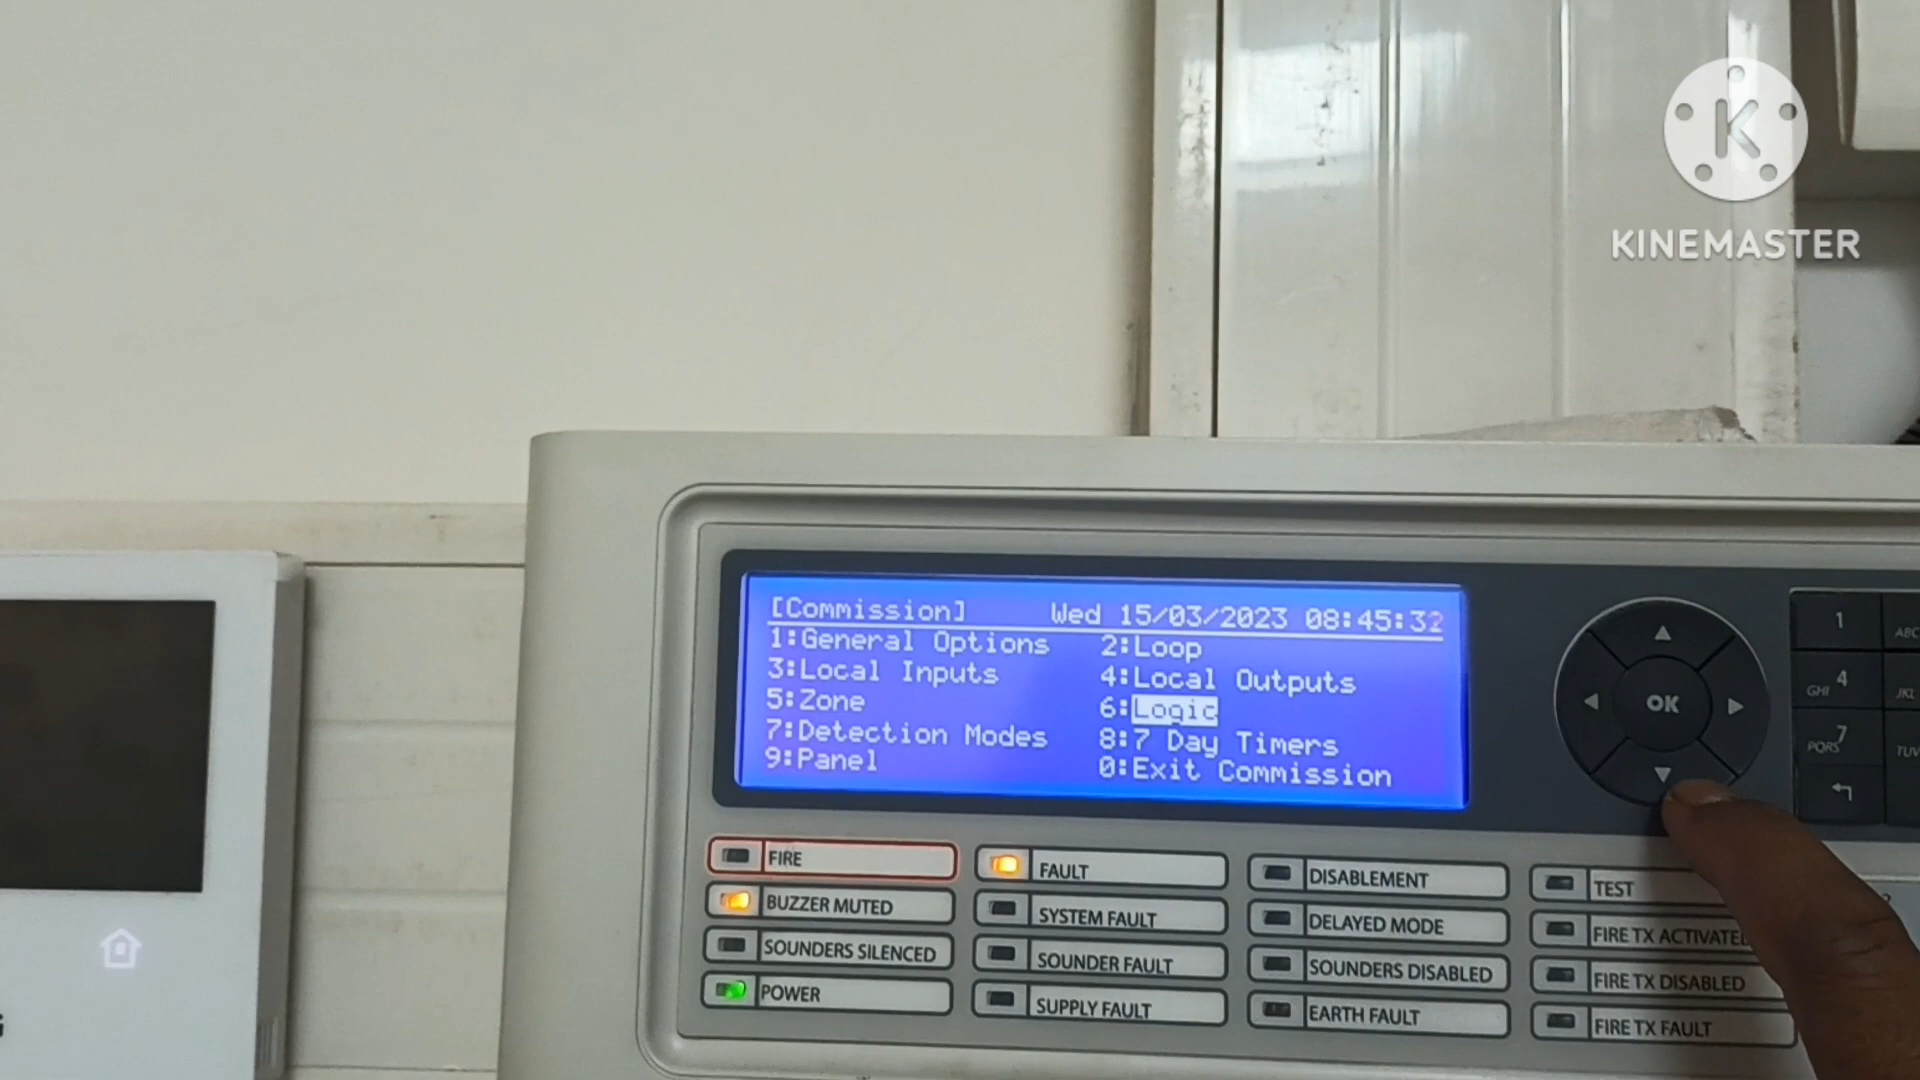 K
KINEMASTER
[Commission] Wed 15/03/2023 08:45:32
1:General Options 2:Loop
3:Local Inputs 4:Local Outputs
5:Zone 6:Logic
7:Detection Modes 8:7 Day Timers
9:Panel 0:Exit Commission
OK
1 ABC
GHI 4 JKL
PQRS 7 TUV
FIRE FAULT DISABLEMENT TEST
BUZZER MUTED SYSTEM FAULT DELAYED MODE FIRE TX ACTIVATED
SOUNDERS SILENCED SOUNDER FAULT SOUNDERS DISABLED FIRE TX DISABLED
POWER SUPPLY FAULT EARTH FAULT FIRE TX FAULT